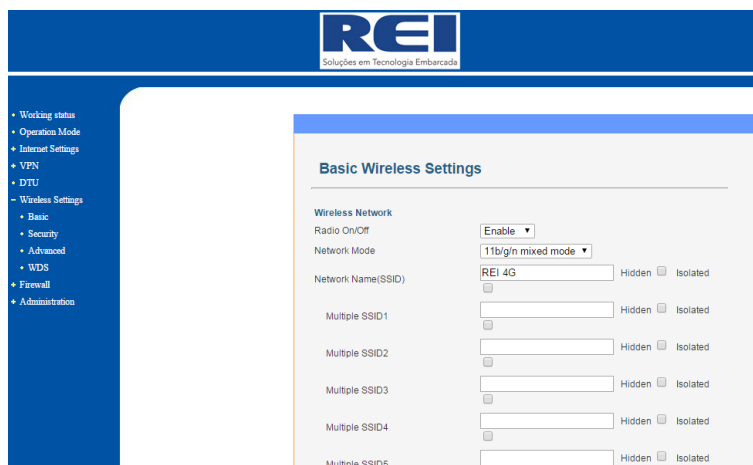 REI
Soluções em Tecnologia Embarcada
Working status
Operation Mode
Internet Settings
VPN
DTU
Wireless Settings
Basic
Security
Advanced
WDS
Firewall
Administration
Basic Wireless Settings
Wireless Network
Radio On/Off Enable
Network Mode 11b/g/n mixed mode
Network Name(SSID) REI 4G Hidden Isolated
Multiple SSID1 Hidden Isolated
Multiple SSID2 Hidden Isolated
Multiple SSID3 Hidden Isolated
Multiple SSID4 Hidden Isolated
Multiple SSID5 Hidden Isolated